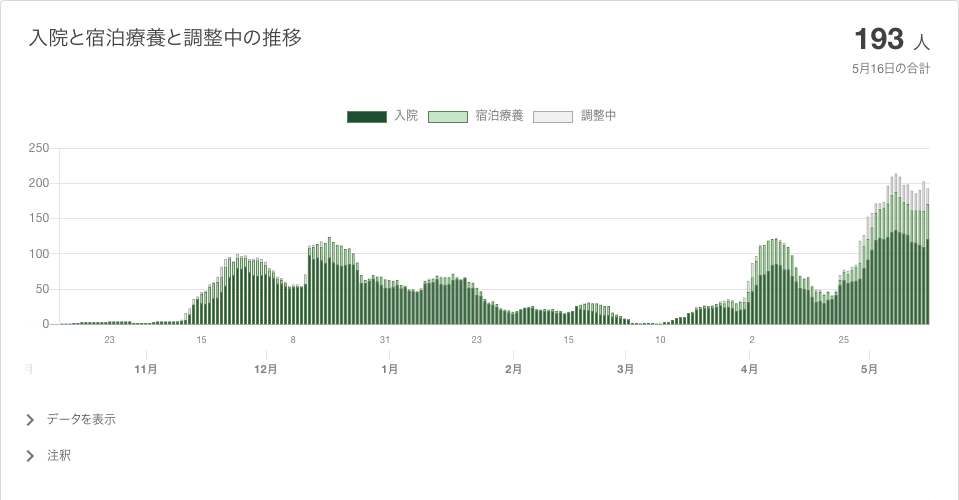 入院と宿泊療養と調整中の推移
193 人
5月16日の合計
入院 宿泊療養 調整中
250
200
150
100
50
0
23 15 8 31 23 15 10 2 25
月 11月 12月 1月 2月 3月 4月 5月
データを表示
注釈